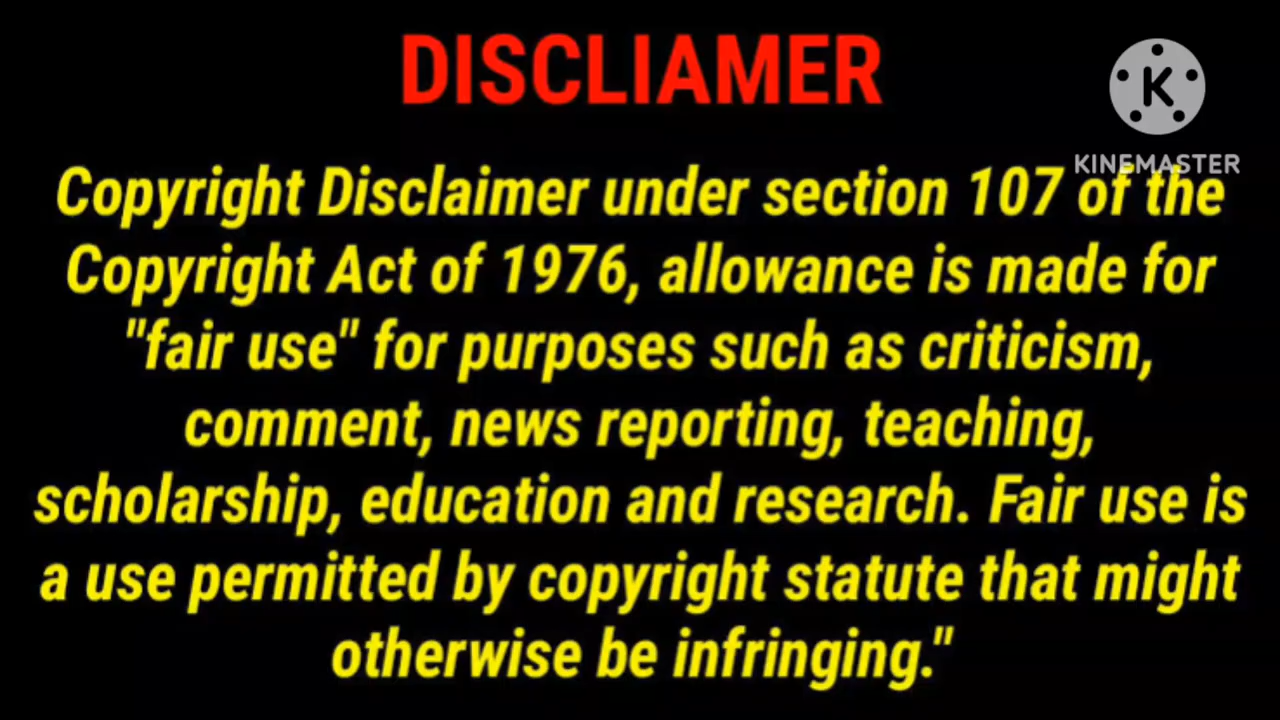 DISCLIAMER
K
KINEMASTER
Copyright Disclaimer under section 107 of the
Copyright Act of 1976, allowance is made for
"fair use" for purposes such as criticism,
comment, news reporting, teaching,
scholarship, education and research. Fair use is
a use permitted by copyright statute that might
otherwise be infringing."